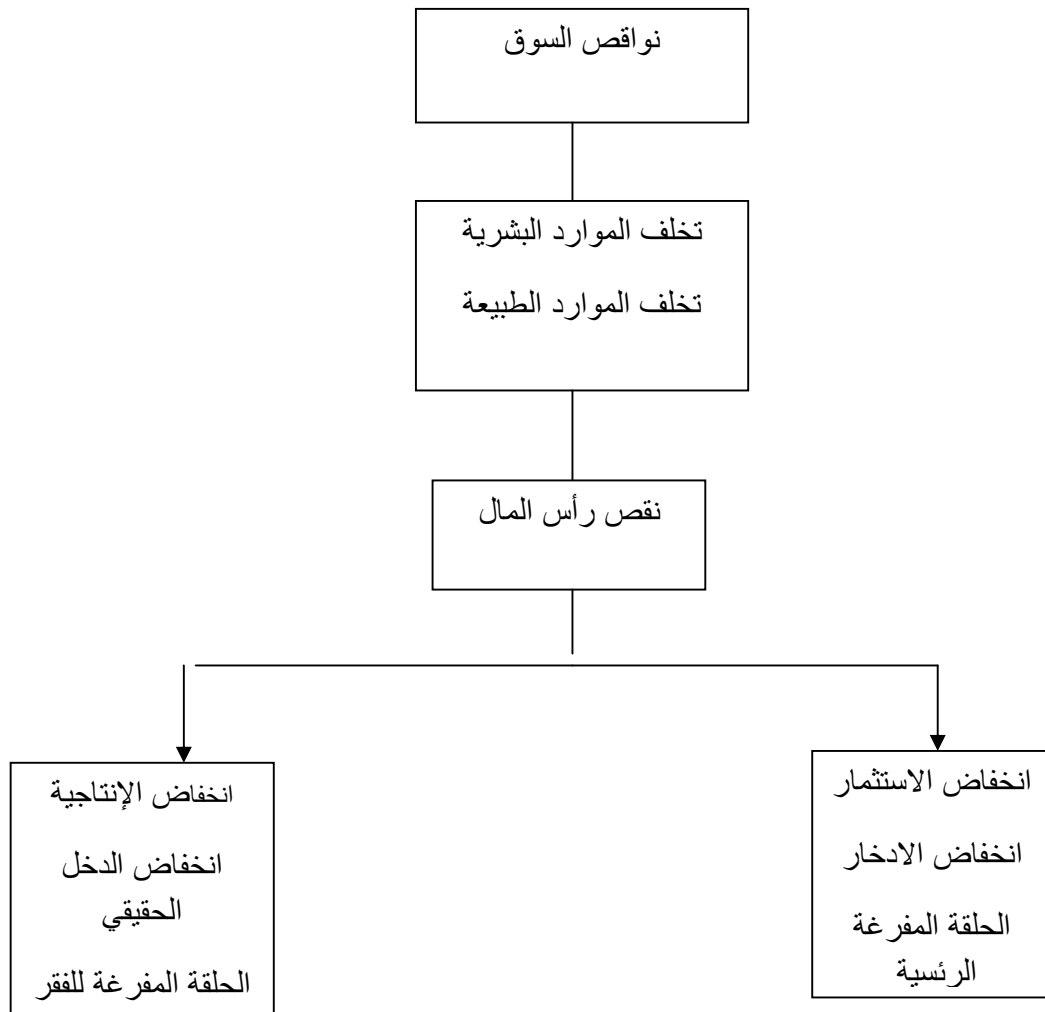 نواقص السوق
تخلف الموارد البشرية
تخلف الموارد الطبيعة
نقص رأس المال
انخفاض الاستثمار
انخفاض الادخار
الحلقة المفرغة
الرئسية
انخفاض الإنتاجية
انخفاض الدخل
الحقيقي
الحلقة المفرغة للفقر